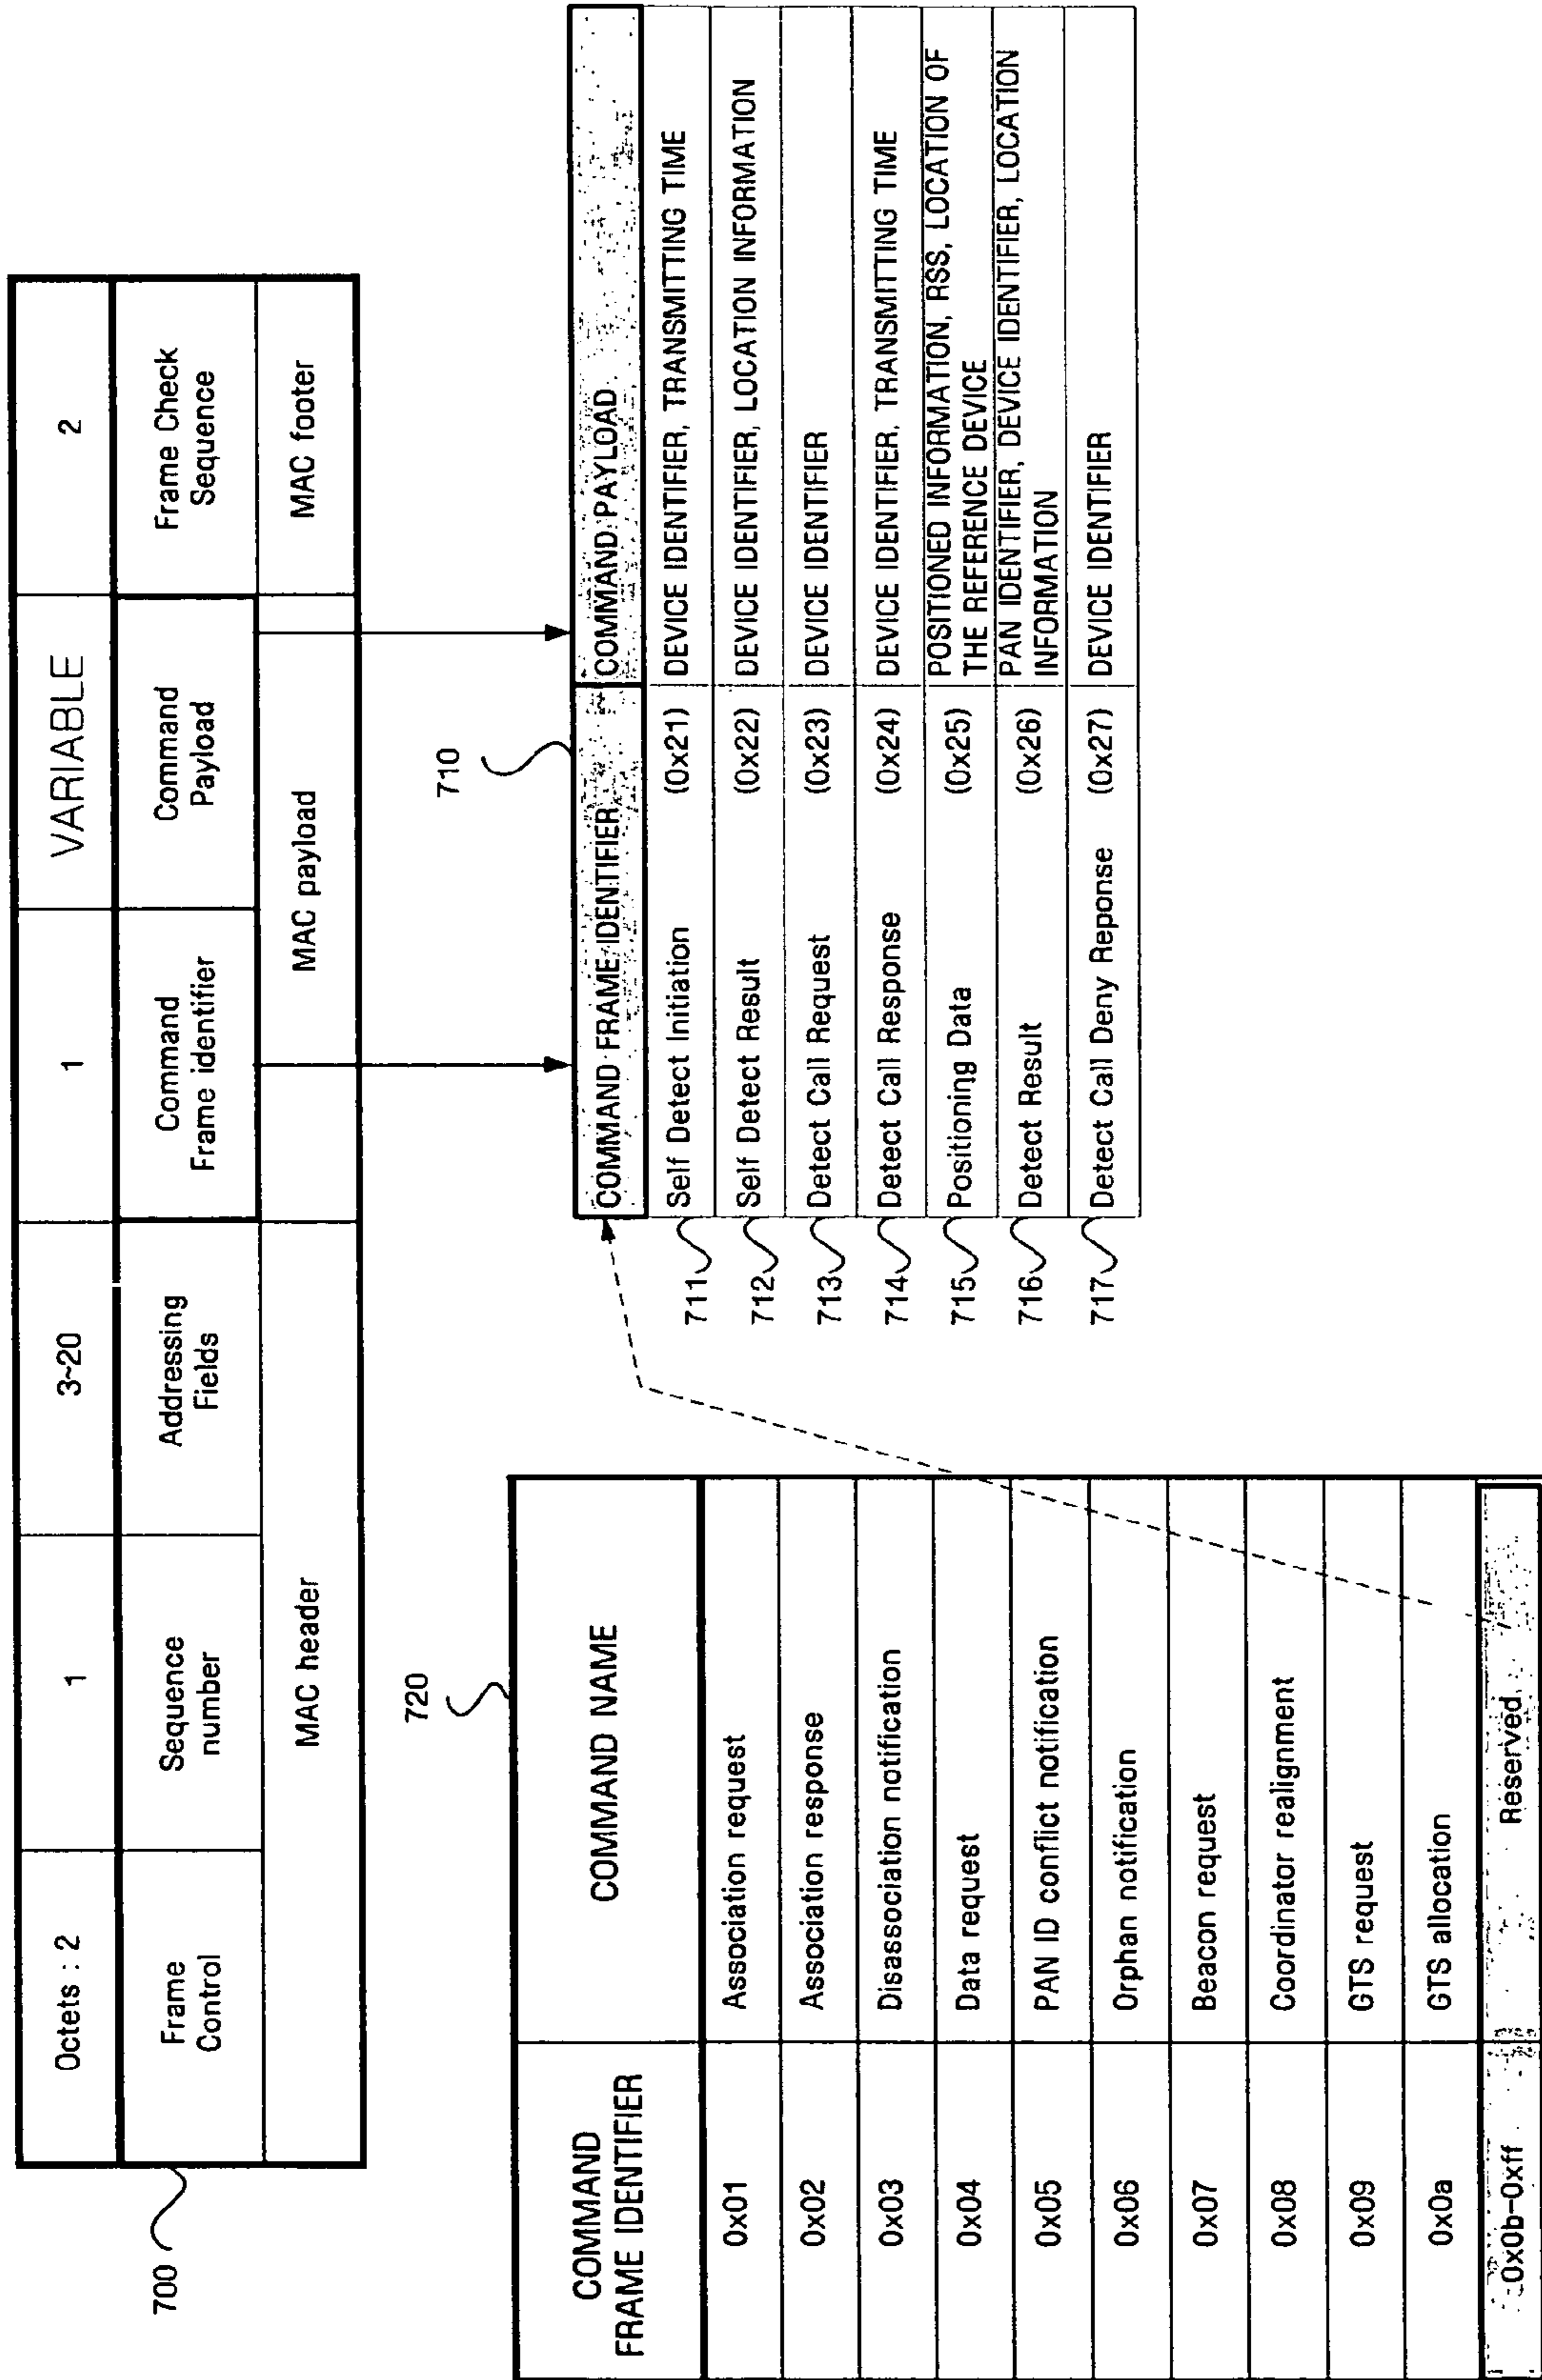 700
Octets : 2
1
3~20
1
VARIABLE
2
Frame
Control
Sequence
number
Addressing
Fields
Command
Frame identifier
Command
Payload
Frame Check
Sequence
MAC header
MAC payload
MAC footer
710
COMMAND FRAME IDENTIFIER
COMMAND PAYLOAD
711
Self Detect Initiation (0x21)
DEVICE IDENTIFIER, TRANSMITTING TIME
712
Self Detect Result (0x22)
DEVICE IDENTIFIER, LOCATION INFORMATION
713
Detect Call Request (0x23)
DEVICE IDENTIFIER
714
Detect Call Response (0x24)
DEVICE IDENTIFIER, TRANSMITTING TIME
715
Positioning Data (0x25)
POSITIONED INFORMATION, RSS, LOCATION OF
THE REFERENCE DEVICE
716
Detect Result (0x26)
PAN IDENTIFIER, DEVICE IDENTIFIER, LOCATION
INFORMATION
717
Detect Call Deny Reponse (0x27)
DEVICE IDENTIFIER
720
COMMAND
FRAME IDENTIFIER
COMMAND NAME
0x01
Association request
0x02
Association response
0x03
Disassociation notification
0x04
Data request
0x05
PAN ID conflict notification
0x06
Orphan notification
0x07
Beacon request
0x08
Coordinator realignment
0x09
GTS request
0x0a
GTS allocation
0x0b-0xff
Reserved